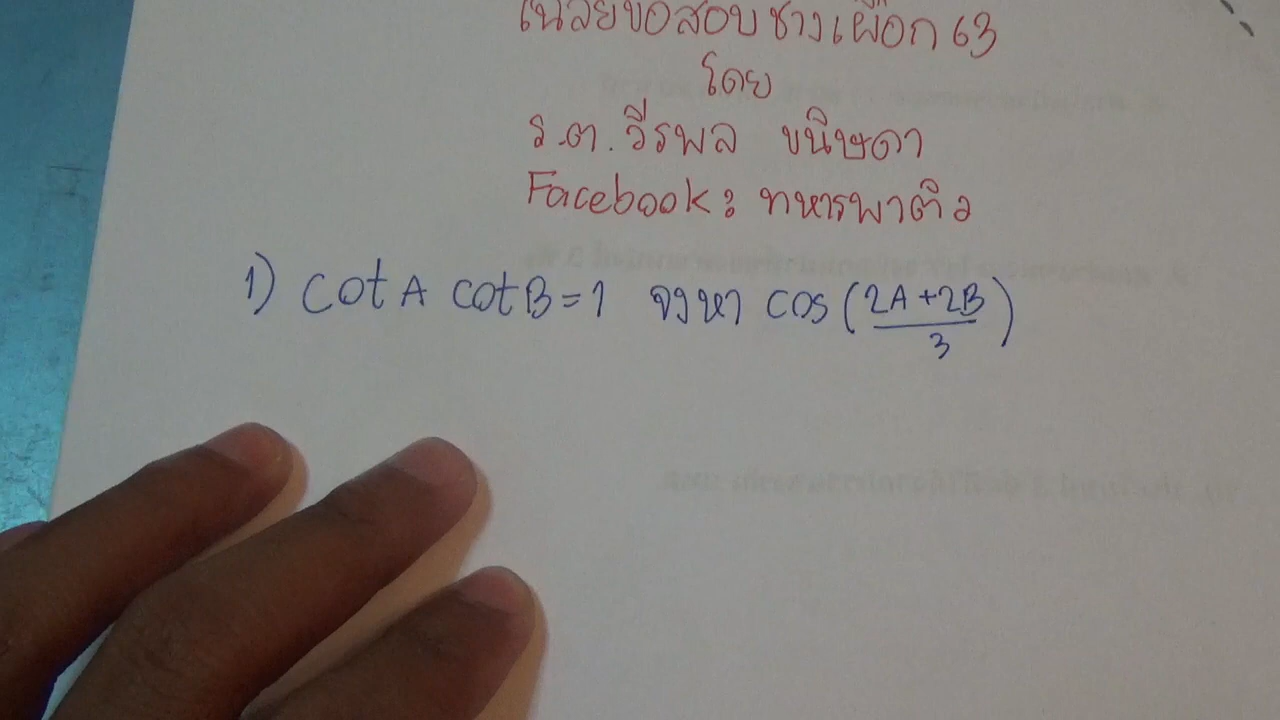 เฉลยข้อสอบช้างเผือก 63
โดย
ร.ต. วีรพล ขนิษดา
Facebook: ทหารพาติว
1) cot A cot B = 1 จงหา cos (2A+2B/3)